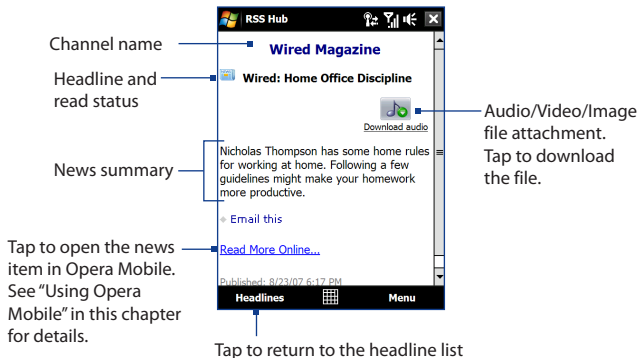 RSS Hub
Channel name
Wired Magazine
Headline and
read status
Wired: Home Office Discipline
Download audio
Audio/Video/Image
file attachment.
Tap to download
the file.
News summary
Nicholas Thompson has some home rules
for working at home. Following a few
guidelines might make your homework
more productive.
Email this
Tap to open the news
item in Opera Mobile.
See “Using Opera
Mobile” in this chapter
for details.
Read More Online...
Published: 8/23/07 6:17 PM
Headlines
Menu
Tap to return to the headline list